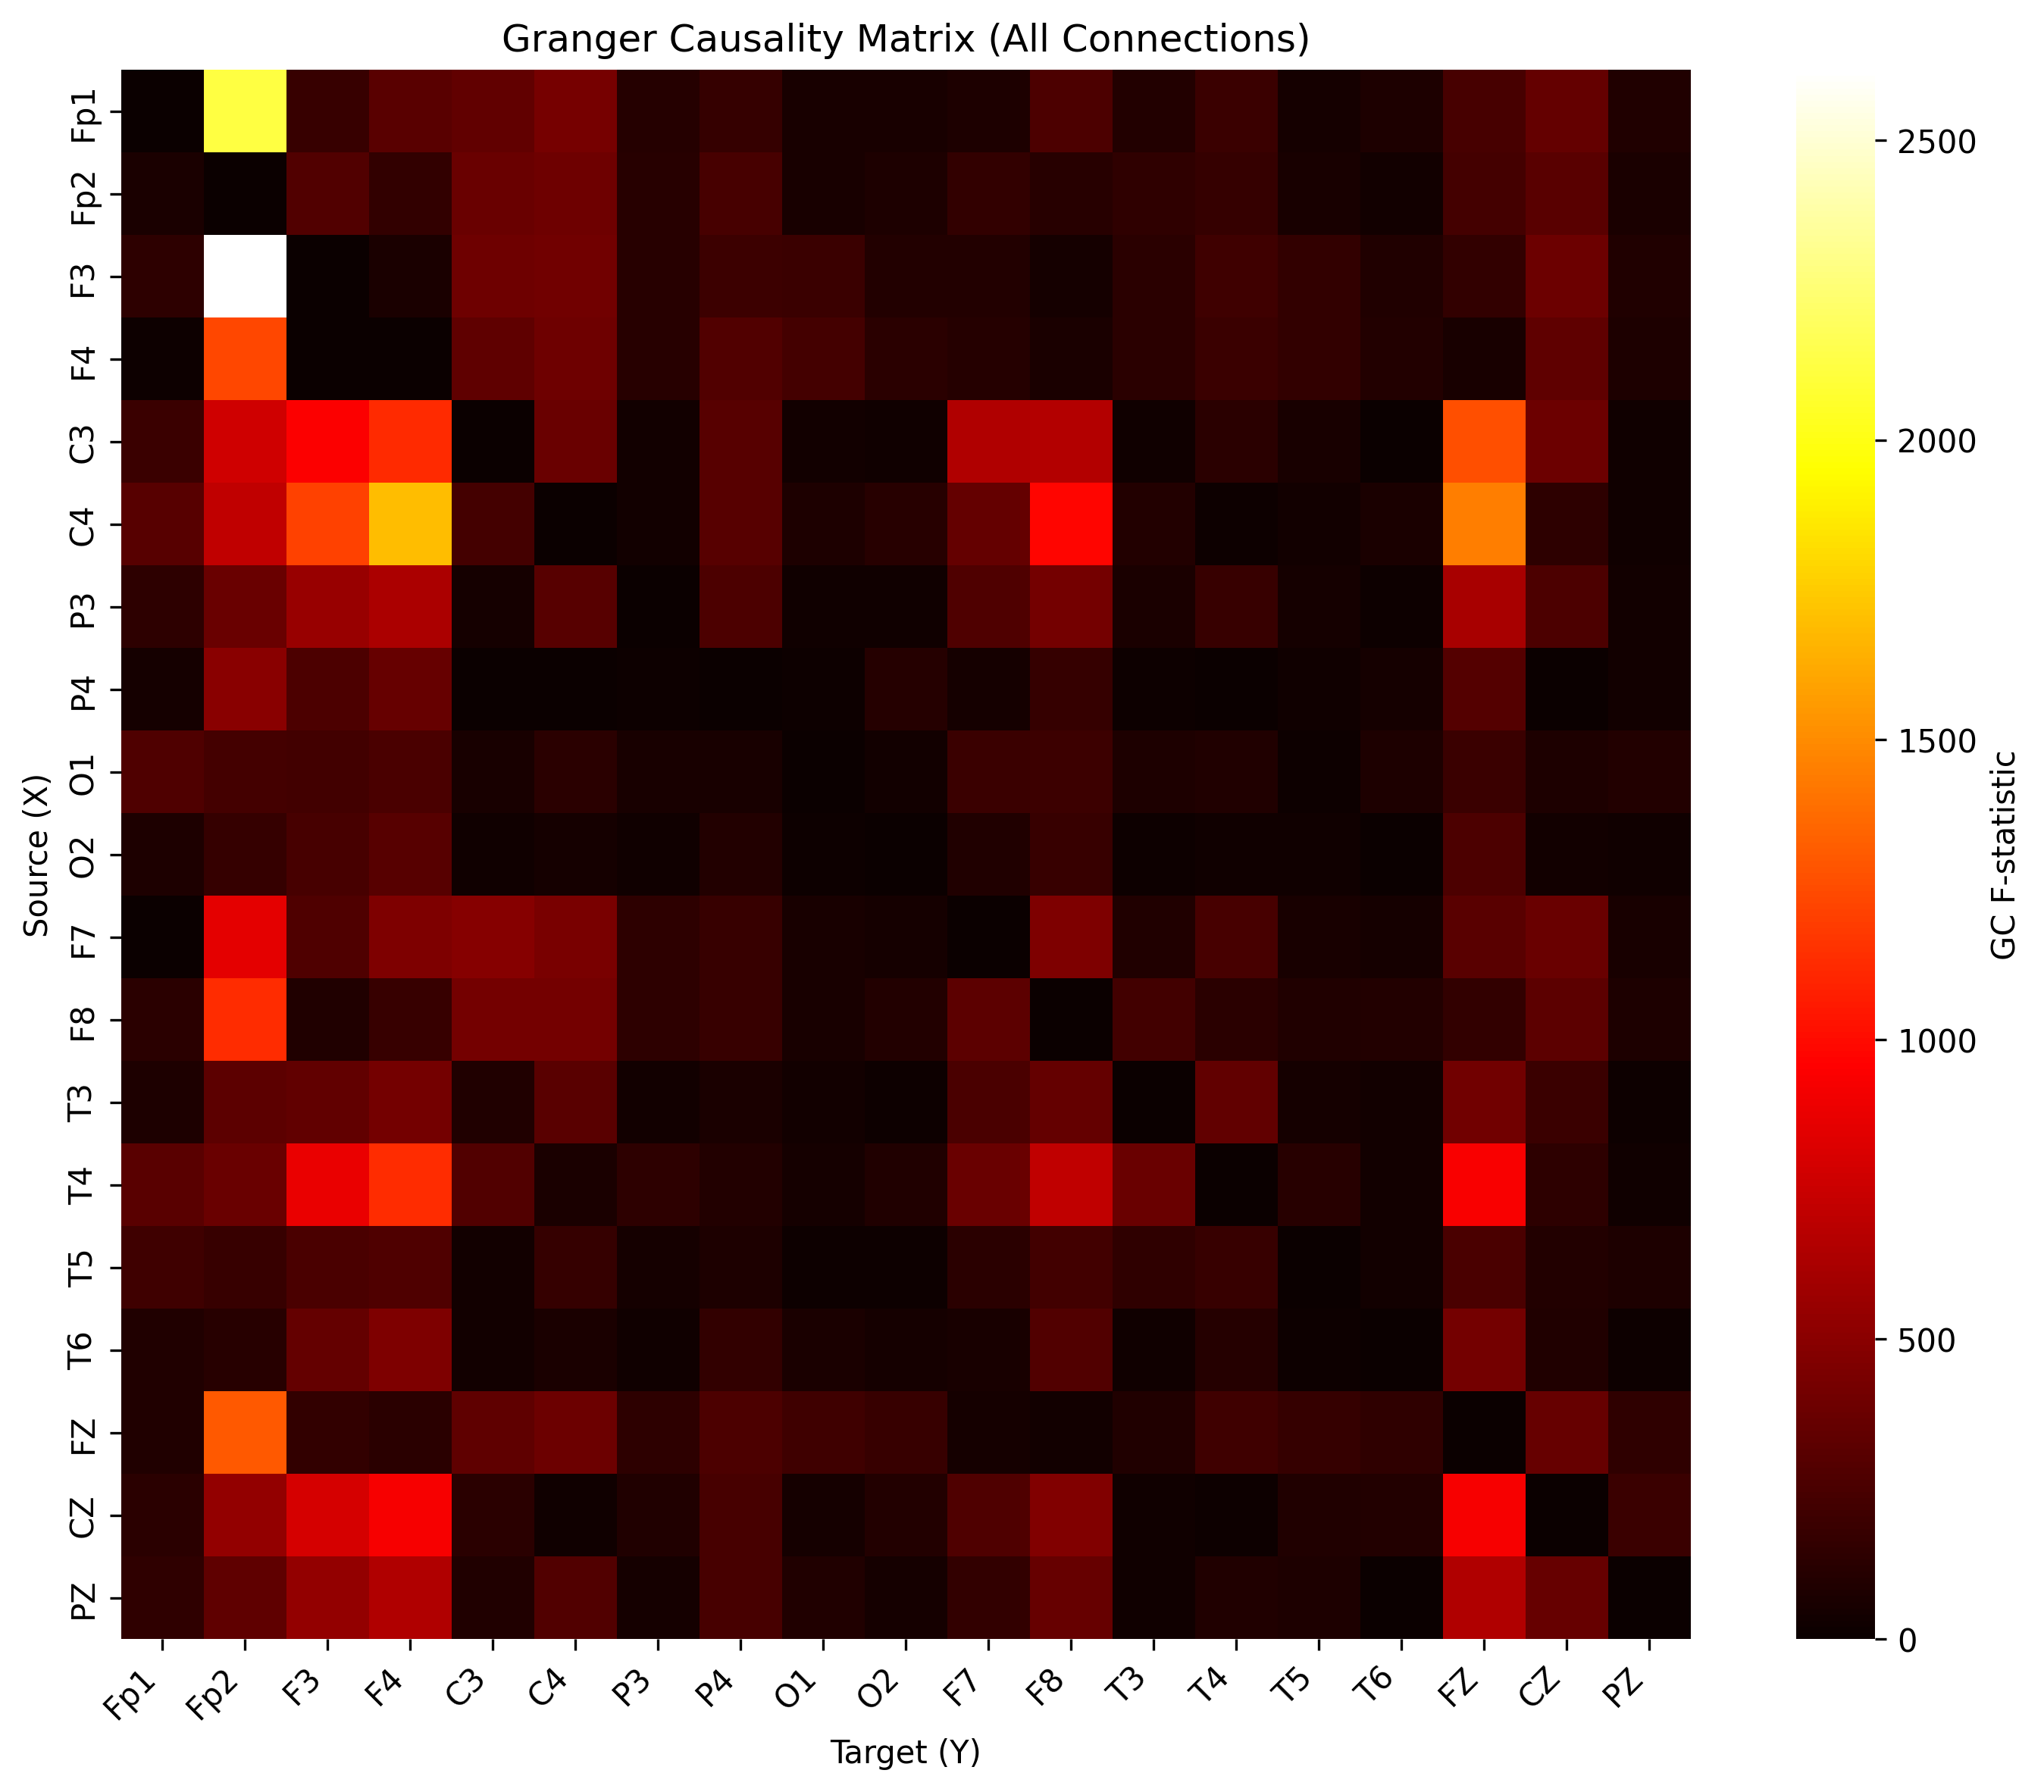 Granger Causality Matrix (All Connections)
Source (X)
Fp1
Fp2
F3
F4
C3
C4
P3
P4
O1
O2
F7
F8
T3
T4
T5
T6
FZ
CZ
PZ
Fp1 Fp2 F3 F4 C3 C4 P3 P4 O1 O2 F7 F8 T3 T4 T5 T6 FZ CZ PZ
Target (Y)
2500
2000
1500
1000
500
0
GC F-statistic